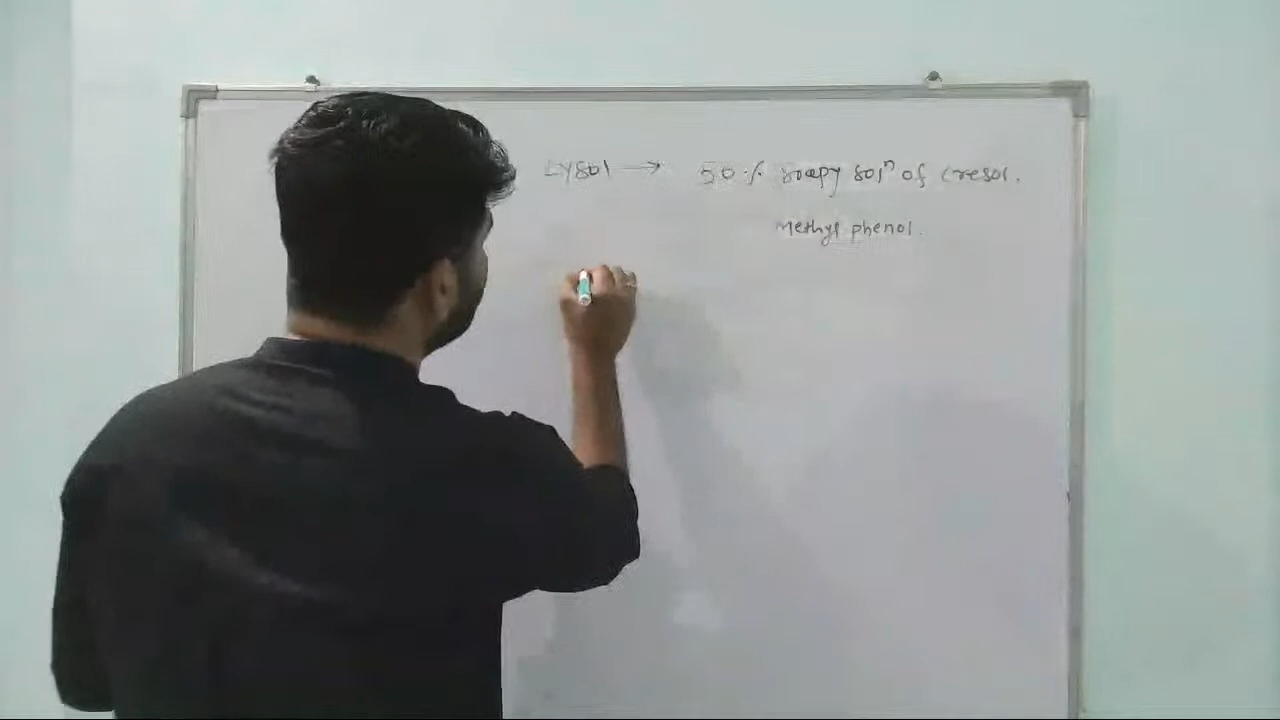 Lysol → 50 % soapy solⁿ of cresol.
Methyl phenol.